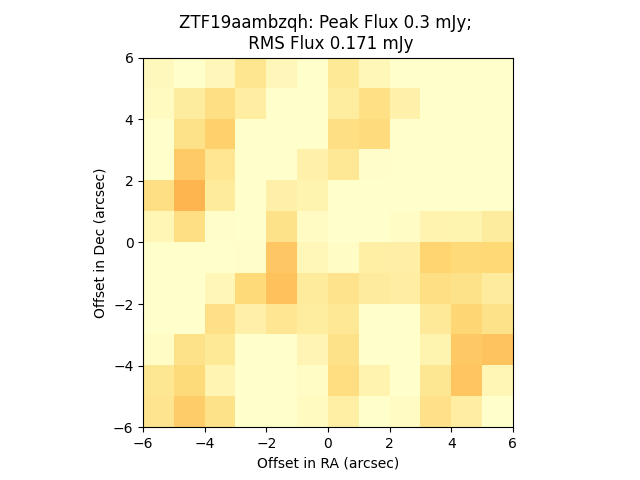 ZTF19aambzqh: Peak Flux 0.3 mJy;
RMS Flux 0.171 mJy
6
4
2
0
−2
−4
−6
Offset in Dec (arcsec)
−6 −4 −2 0 2 4 6
Offset in RA (arcsec)